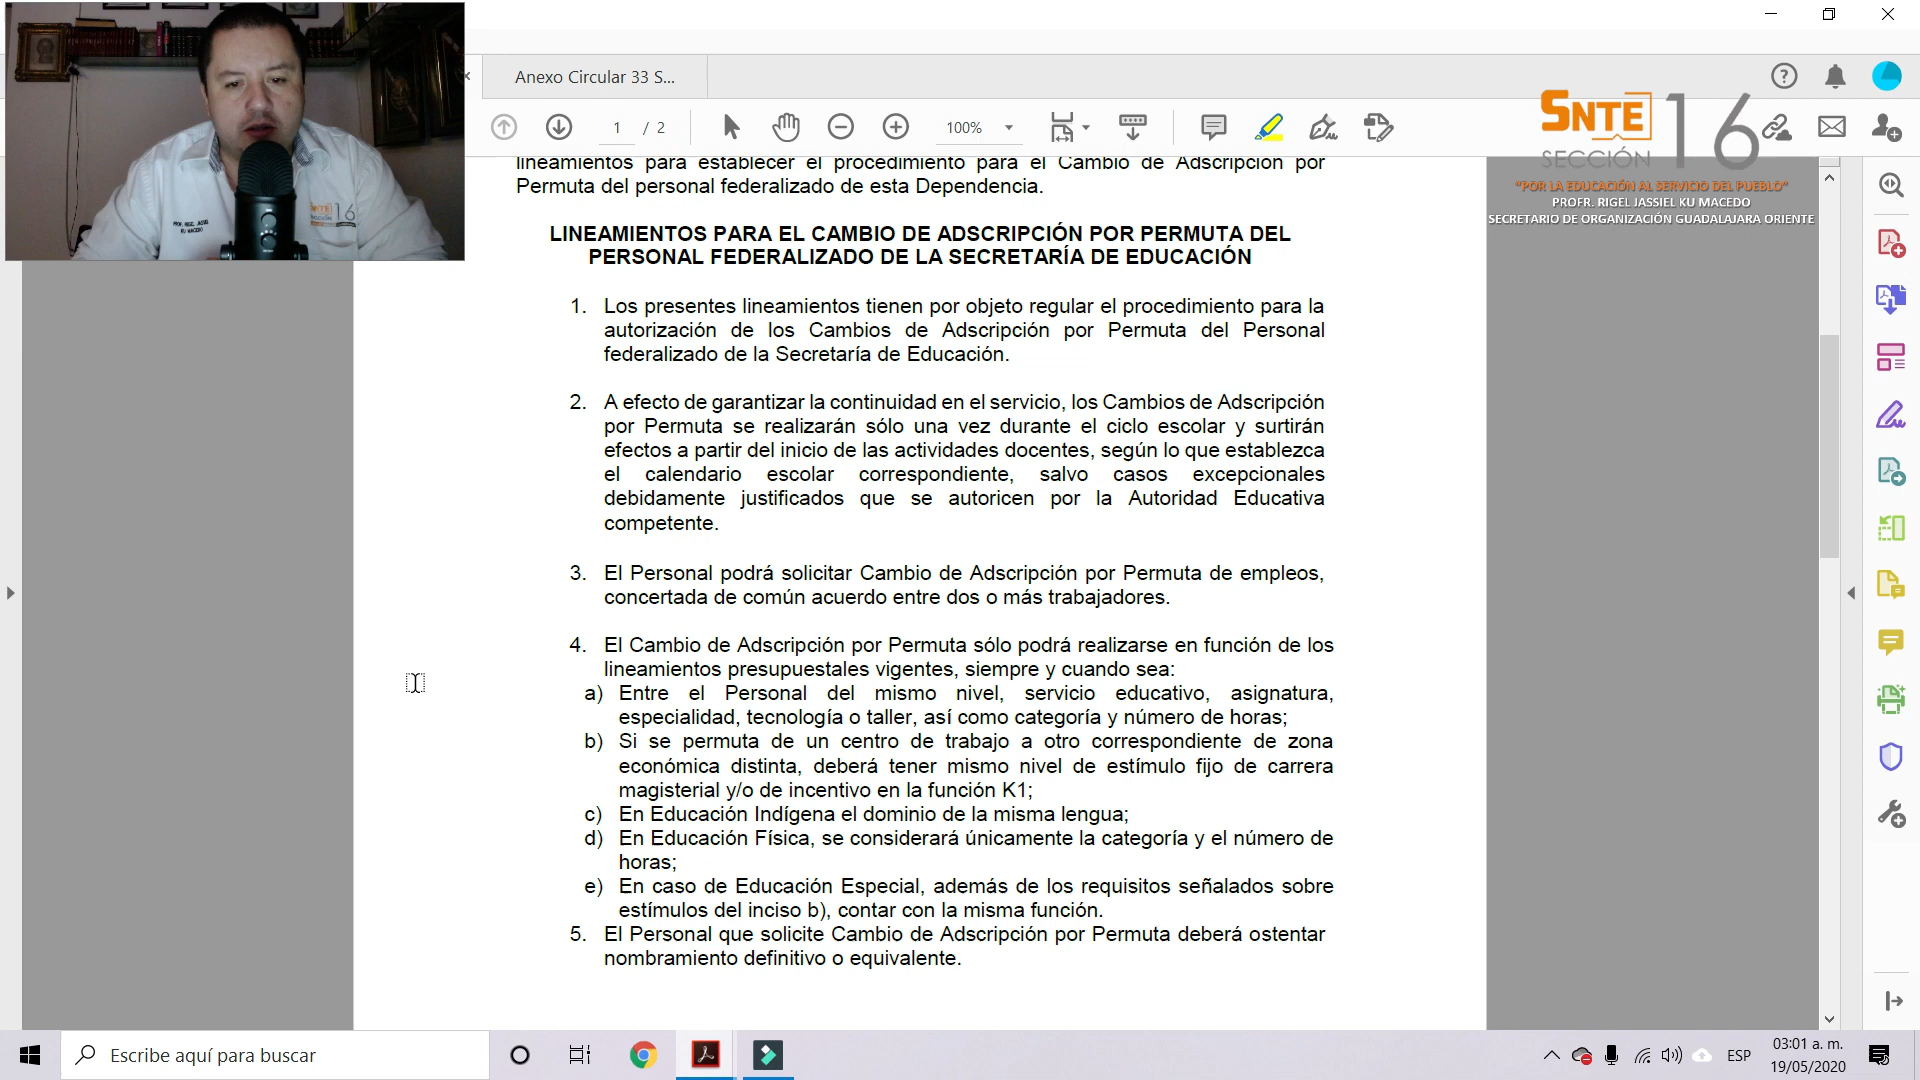 Anexo Circular 33 S...
1 / 2
100%
SNTE 16
SECCIÓN
"POR LA EDUCACIÓN AL SERVICIO DEL PUEBLO"
PROFR. RIGEL JASSIEL KU MACEDO
SECRETARIO DE ORGANIZACIÓN GUADALAJARA ORIENTE
PROF. RIGEL JASSIEL
KU MACEDO
SNTE 16
SECCIÓN
lineamientos para establecer el procedimiento para el Cambio de Adscripción por
Permuta del personal federalizado de esta Dependencia.
LINEAMIENTOS PARA EL CAMBIO DE ADSCRIPCIÓN POR PERMUTA DEL
PERSONAL FEDERALIZADO DE LA SECRETARÍA DE EDUCACIÓN
1. Los presentes lineamientos tienen por objeto regular el procedimiento para la
autorización de los Cambios de Adscripción por Permuta del Personal
federalizado de la Secretaría de Educación.
2. A efecto de garantizar la continuidad en el servicio, los Cambios de Adscripción
por Permuta se realizarán sólo una vez durante el ciclo escolar y surtirán
efectos a partir del inicio de las actividades docentes, según lo que establezca
el calendario escolar correspondiente, salvo casos excepcionales
debidamente justificados que se autoricen por la Autoridad Educativa
competente.
3. El Personal podrá solicitar Cambio de Adscripción por Permuta de empleos,
concertada de común acuerdo entre dos o más trabajadores.
4. El Cambio de Adscripción por Permuta sólo podrá realizarse en función de los
lineamientos presupuestales vigentes, siempre y cuando sea:
a) Entre el Personal del mismo nivel, servicio educativo, asignatura,
especialidad, tecnología o taller, así como categoría y número de horas;
b) Si se permuta de un centro de trabajo a otro correspondiente de zona
económica distinta, deberá tener mismo nivel de estímulo fijo de carrera
magisterial y/o de incentivo en la función K1;
c) En Educación Indígena el dominio de la misma lengua;
d) En Educación Física, se considerará únicamente la categoría y el número de
horas;
e) En caso de Educación Especial, además de los requisitos señalados sobre
estímulos del inciso b), contar con la misma función.
5. El Personal que solicite Cambio de Adscripción por Permuta deberá ostentar
nombramiento definitivo o equivalente.
Escribe aquí para buscar
ESP
03:01 a. m.
19/05/2020